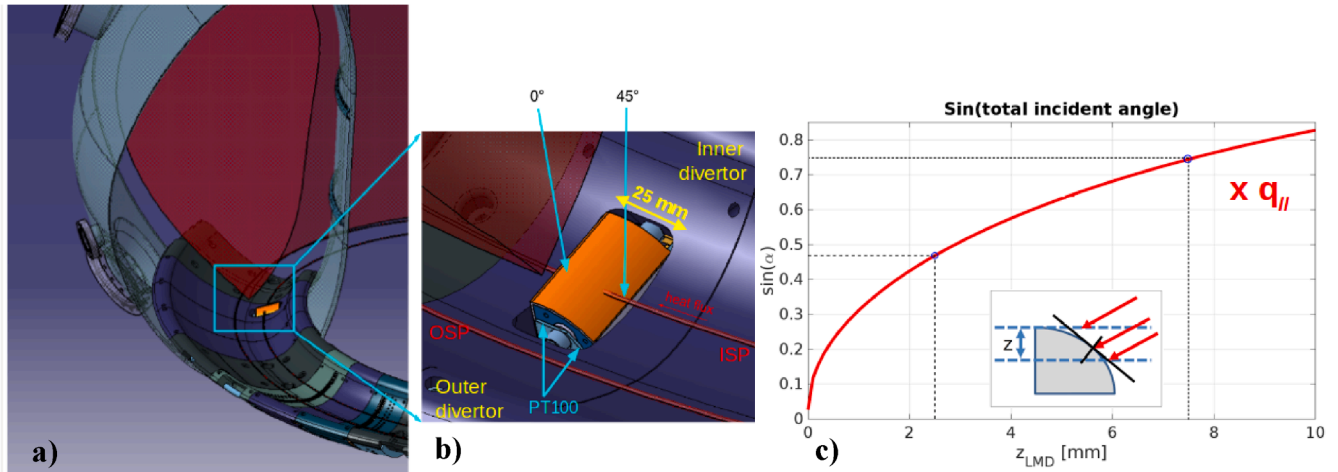 a)
0°
45°
Inner
divertor
25 mm
heat flux
OSP
ISP
Outer
divertor
PT100
b)
Sin(total incident angle)
x q//
sin(α)
0.8
0.7
0.6
0.5
0.4
0.3
0.2
0.1
0
z
0 2 4 6 8 10
z_LMD [mm]
c)